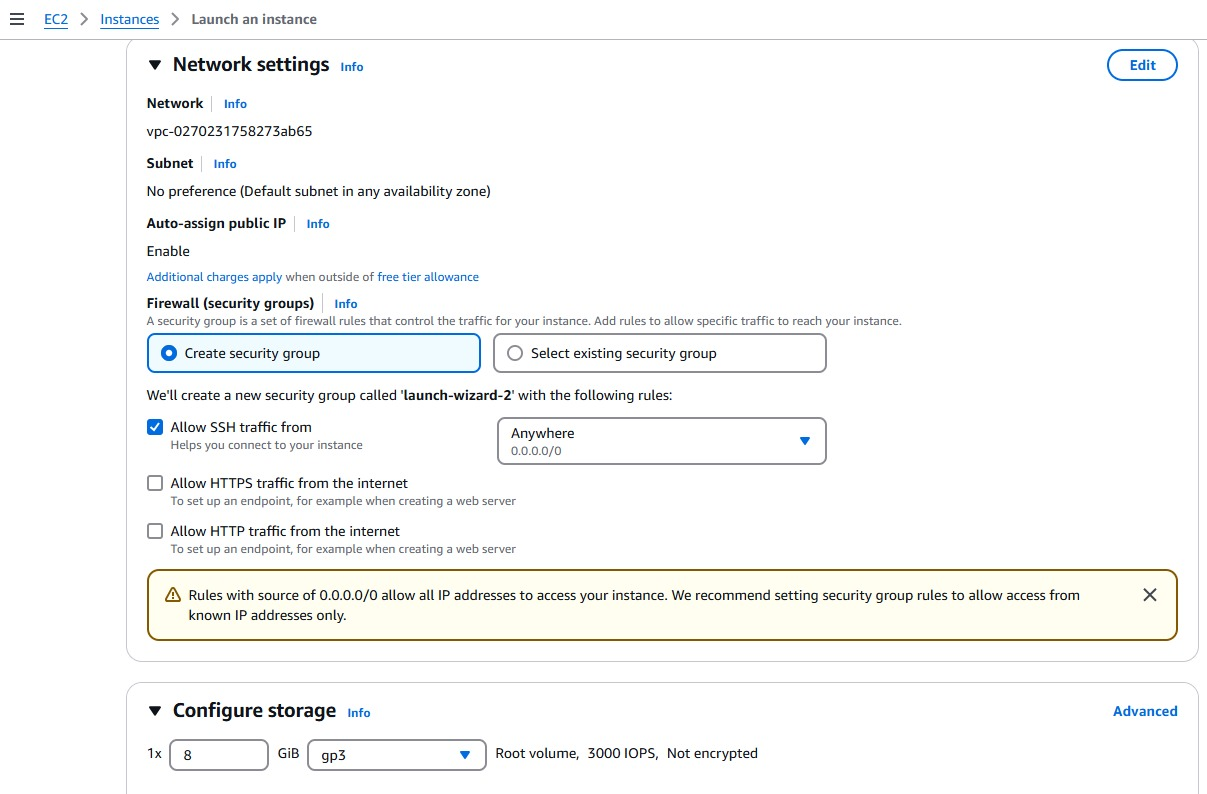 EC2 > Instances > Launch an instance
Network settings Info Edit
Network Info
vpc-0270231758273ab65
Subnet Info
No preference (Default subnet in any availability zone)
Auto-assign public IP Info
Enable
Additional charges apply when outside of free tier allowance
Firewall (security groups) Info
A security group is a set of firewall rules that control the traffic for your instance. Add rules to allow specific traffic to reach your instance.
Create security group Select existing security group
We'll create a new security group called 'launch-wizard-2' with the following rules:
Allow SSH traffic from Anywhere
Helps you connect to your instance 0.0.0.0/0
Allow HTTPS traffic from the internet
To set up an endpoint, for example when creating a web server
Allow HTTP traffic from the internet
To set up an endpoint, for example when creating a web server
Rules with source of 0.0.0.0/0 allow all IP addresses to access your instance. We recommend setting security group rules to allow access from
known IP addresses only.
Configure storage Info Advanced
1x 8 GiB gp3 Root volume, 3000 IOPS, Not encrypted